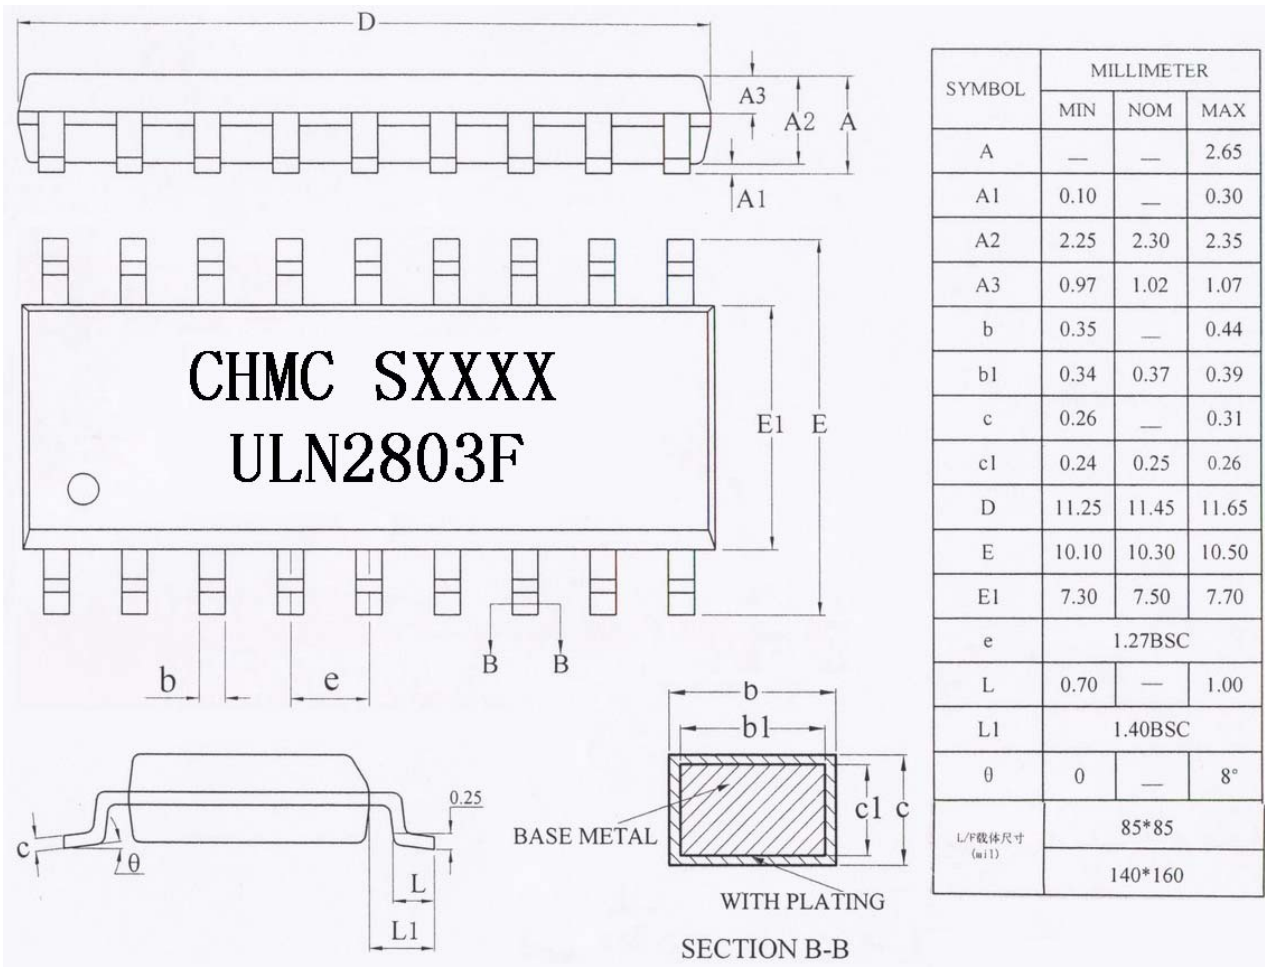 D
A3
A2
A
A1
CHMC SXXXX
ULN2803F
E1
E
B
B
b
e
b
b1
0.25
c
θ
L
L1
c1
c
BASE METAL
WITH PLATING
SECTION B-B
SYMBOL MILLIMETER
MIN NOM MAX
A — — 2.65
A1 0.10 — 0.30
A2 2.25 2.30 2.35
A3 0.97 1.02 1.07
b 0.35 — 0.44
b1 0.34 0.37 0.39
c 0.26 — 0.31
c1 0.24 0.25 0.26
D 11.25 11.45 11.65
E 10.10 10.30 10.50
E1 7.30 7.50 7.70
e 1.27BSC
L 0.70 — 1.00
L1 1.40BSC
θ 0 — 8°
L/F载体尺寸
(mil)
85*85
140*160